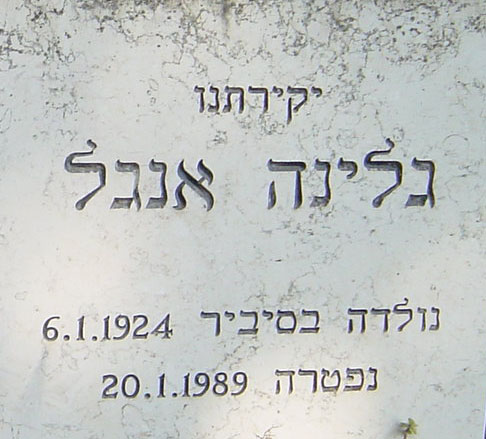 יקירתנו
גלינה אנגל
נולדה בסיביר 6.1.1924
נפטרה 20.1.1989